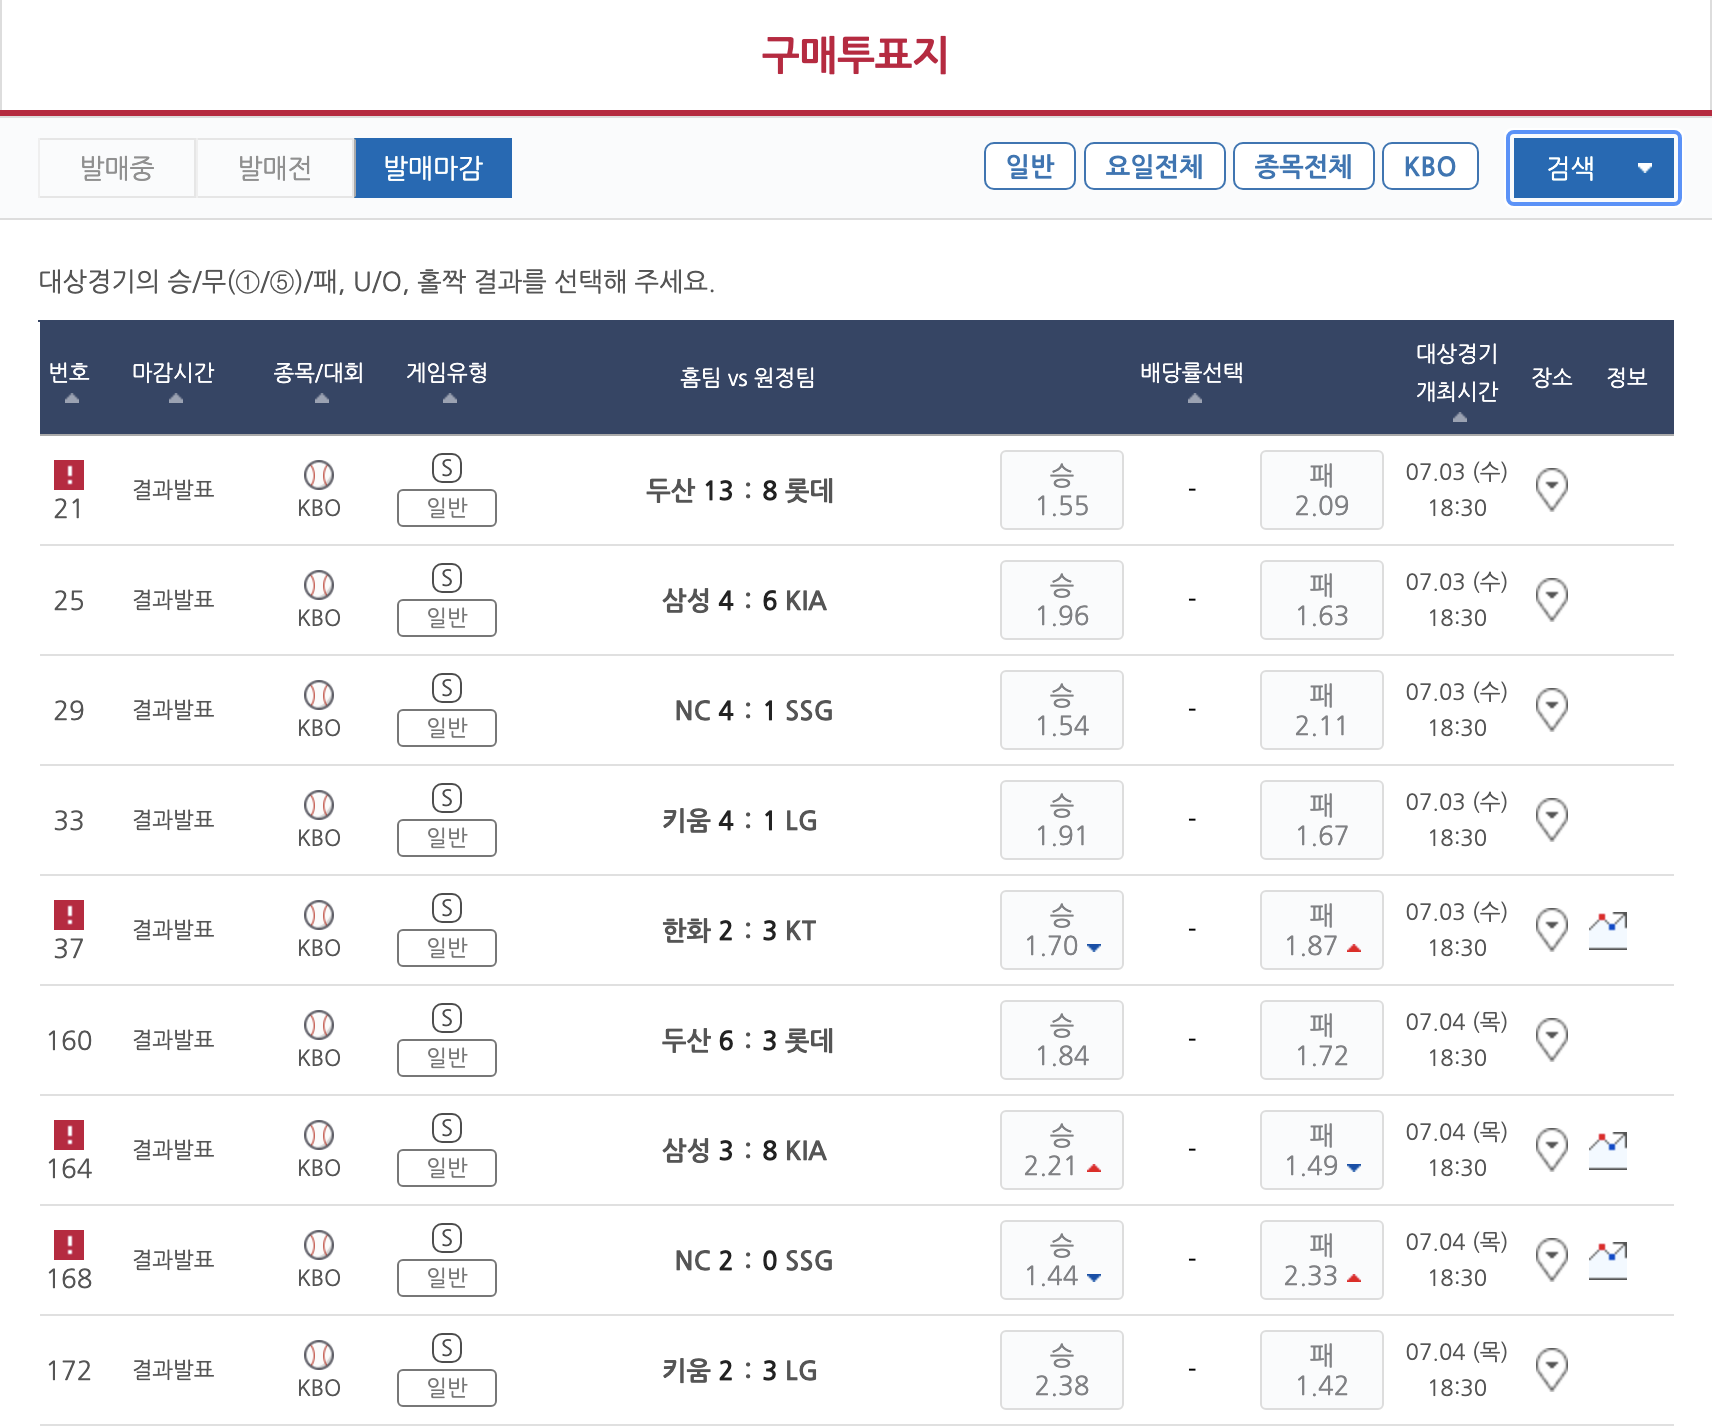 구매투표지
발매중 발매전 발매마감 일반 요일전체 종목전체 KBO 검색
대상경기의 승/무(①/⑤)/패, U/O, 홀짝 결과를 선택해 주세요.
번호 마감시간 종목/대회 게임유형 홈팀 vs 원정팀 배당률선택 대상경기 개최시간 장소 정보
! 21 결과발표 KBO S 일반 두산 13 : 8 롯데 승 1.55 - 패 2.09 07.03 (수) 18:30
25 결과발표 KBO S 일반 삼성 4 : 6 KIA 승 1.96 - 패 1.63 07.03 (수) 18:30
29 결과발표 KBO S 일반 NC 4 : 1 SSG 승 1.54 - 패 2.11 07.03 (수) 18:30
33 결과발표 KBO S 일반 키움 4 : 1 LG 승 1.91 - 패 1.67 07.03 (수) 18:30
! 37 결과발표 KBO S 일반 한화 2 : 3 KT 승 1.70 - 패 1.87 07.03 (수) 18:30
160 결과발표 KBO S 일반 두산 6 : 3 롯데 승 1.84 - 패 1.72 07.04 (목) 18:30
! 164 결과발표 KBO S 일반 삼성 3 : 8 KIA 승 2.21 - 패 1.49 07.04 (목) 18:30
! 168 결과발표 KBO S 일반 NC 2 : 0 SSG 승 1.44 - 패 2.33 07.04 (목) 18:30
172 결과발표 KBO S 일반 키움 2 : 3 LG 승 2.38 - 패 1.42 07.04 (목) 18:30